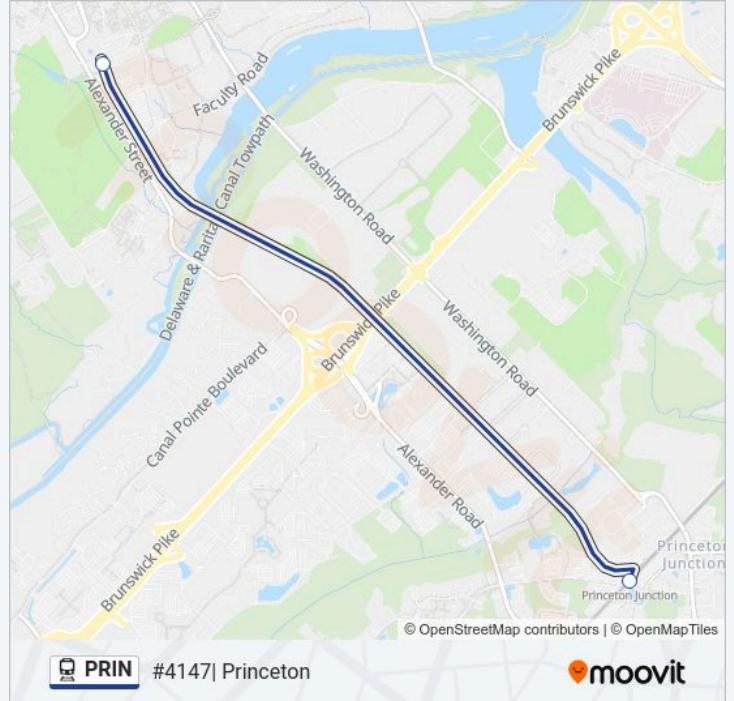 Faculty Road
Brunswick Pike
Alexander Street
Delaware & Raritan Canal Towpath
Washington Road
Brunswick Pike
Washington Road
Canal Pointe Boulevard
Alexander Road
Brunswick Pike
Princeton
Junction
Princeton Junction
© OpenStreetMap contributors | © OpenMapTiles
PRIN #4147| Princeton
moovit